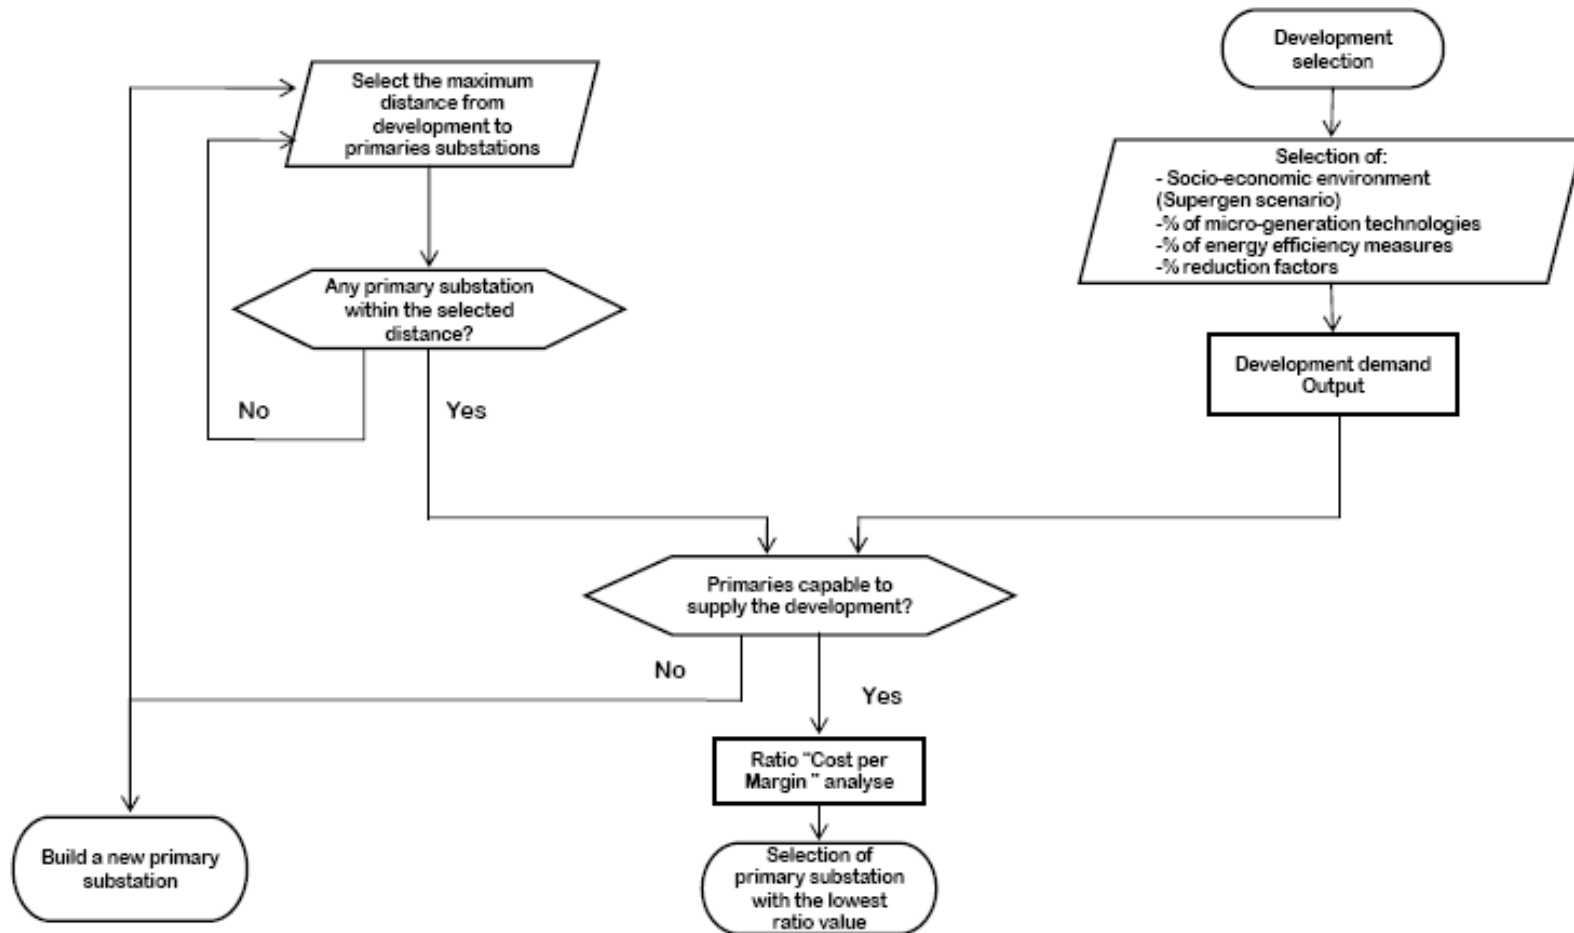 Development
selection
Select the maximum
distance from
development to
primaries substations
Selection of:
- Socio-economic environment
(Supergen scenario)
-% of micro-generation technologies
-% of energy efficiency measures
-% reduction factors
Any primary substation
within the selected
distance?
Development demand
Output
No
Yes
Primaries capable to
supply the development?
No
Yes
Ratio "Cost per
Margin " analyse
Build a new primary
substation
Selection of
primary substation
with the lowest
ratio value